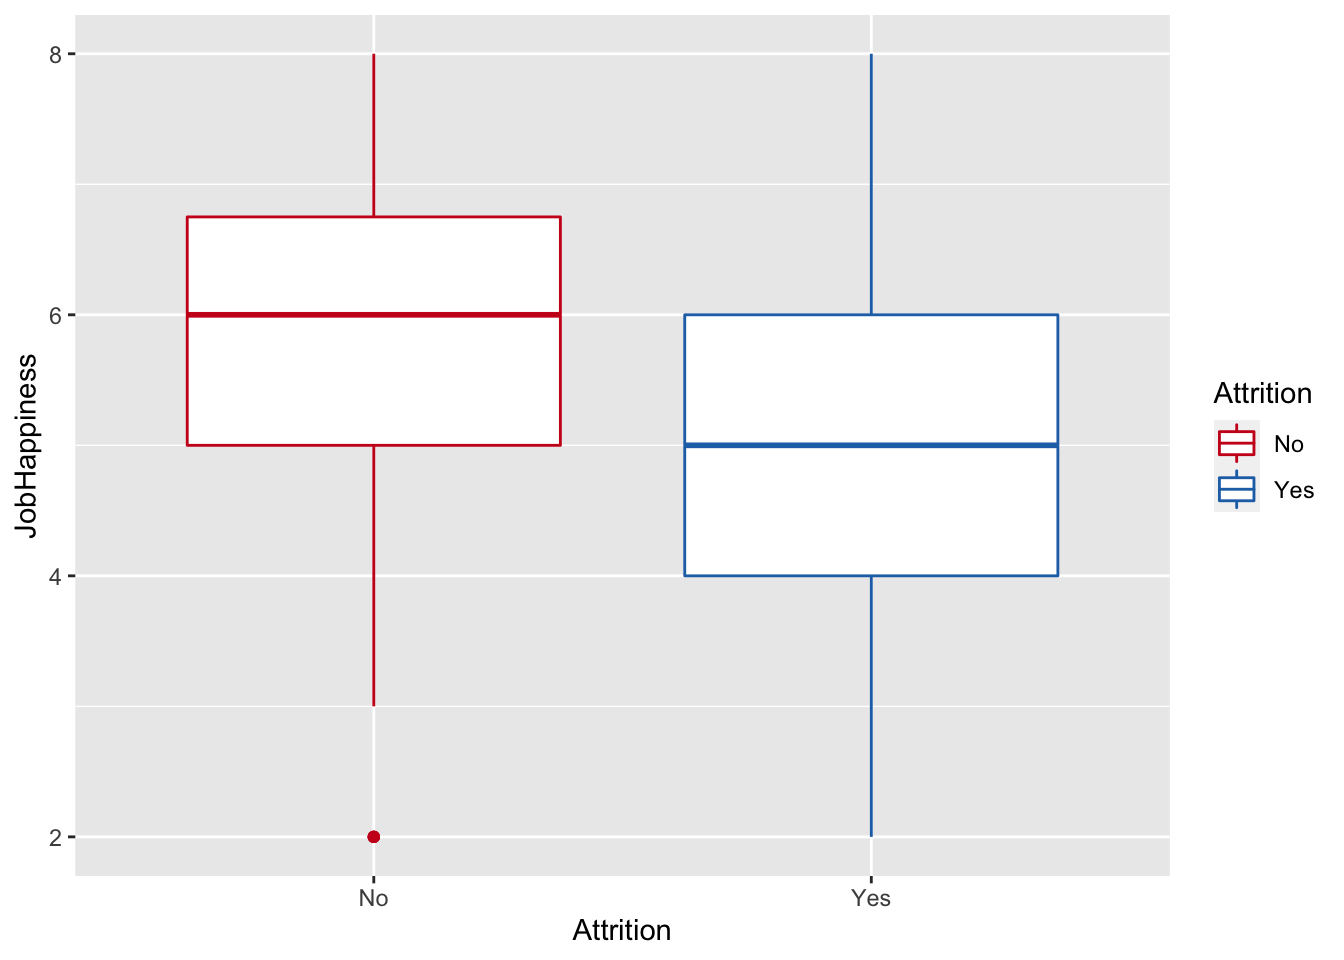 JobHappiness
8
6
4
2
No
Yes
Attrition
Attrition
No
Yes